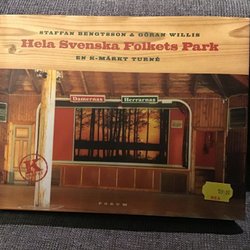 STAFFAN BENGTSSON & GÖRAN WILLIS
Hela Svenska Folkets Park
EN K-MÄRKT TURNÉ
Damernas
Herrarnas
K
FORUM